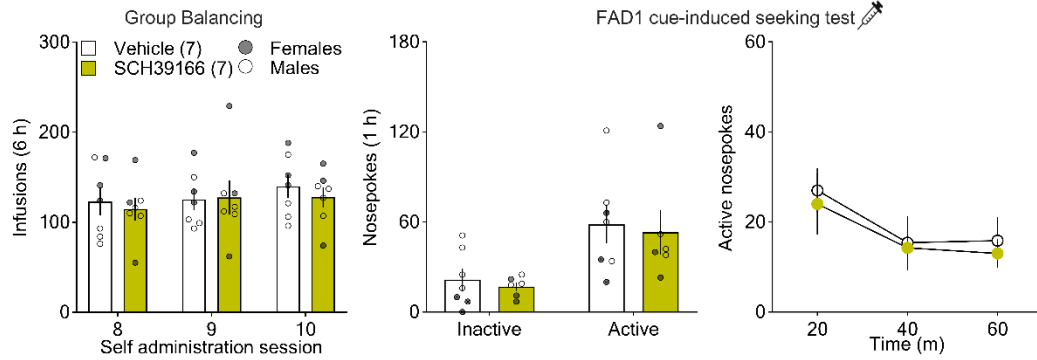 Group Balancing
FAD1 cue-induced seeking test
Infusions (6 h)
300
200
100
0
Vehicle (7)
SCH39166 (7)
Females
Males
8
9
10
Self administration session
Nosepokes (1 h)
180
120
60
0
Inactive
Active
Active nosepokes
60
40
20
0
20
40
60
Time (m)